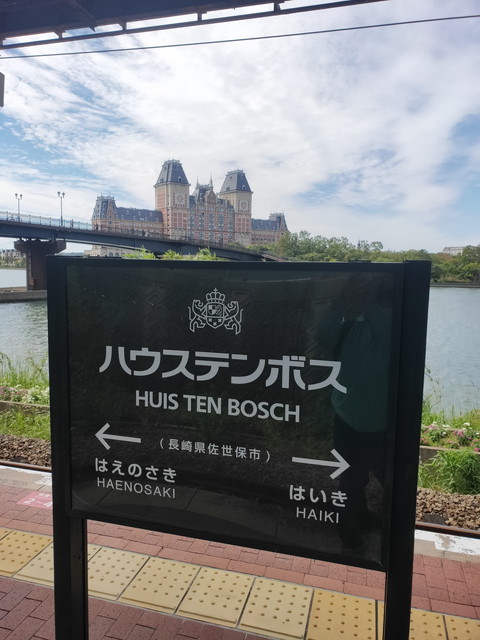 ハウステンボス
HUIS TEN BOSCH
(長崎県佐世保市)
← →
はえのさき
HAENOSAKI
はいき
HAIKI